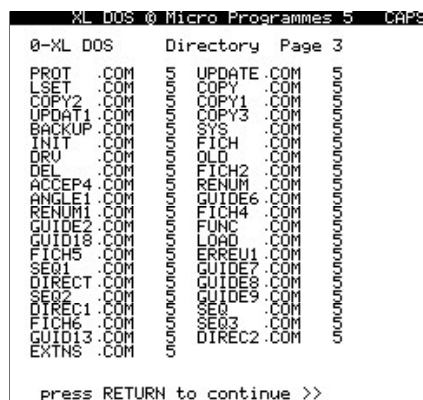 XL DOS © Micro Programmes 5 CAPS
0-XL DOS Directory Page 3
PROT .COM 5 UPDATE .COM 5
LSET .COM 5 COPY .COM 5
COPY2 .COM 5 COPY1 .COM 5
UPDAT1 .COM 5 COPY3 .COM 5
BACKUP .COM 5 SYS .COM 5
INIT .COM 5 FICH .COM 5
DRV .COM 5 OLD .COM 5
DEL .COM 5 FICH2 .COM 5
ACCEP4 .COM 5 RENUM .COM 5
ANGLE1 .COM 5 GUIDE6 .COM 5
RENUM1 .COM 5 FICH4 .COM 5
GUIDE2 .COM 5 FUNC .COM 5
GUID18 .COM 5 LOAD .COM 5
FICH5 .COM 5 ERREU1 .COM 5
SEQ1 .COM 5 GUIDE7 .COM 5
DIRECT .COM 5 GUIDE8 .COM 5
SEQ2 .COM 5 GUIDE9 .COM 5
DIREC1 .COM 5 SEQ .COM 5
FICH6 .COM 5 SEQ3 .COM 5
GUID13 .COM 5 DIREC2 .COM 5
EXTNS .COM 5
press RETURN to continue >>